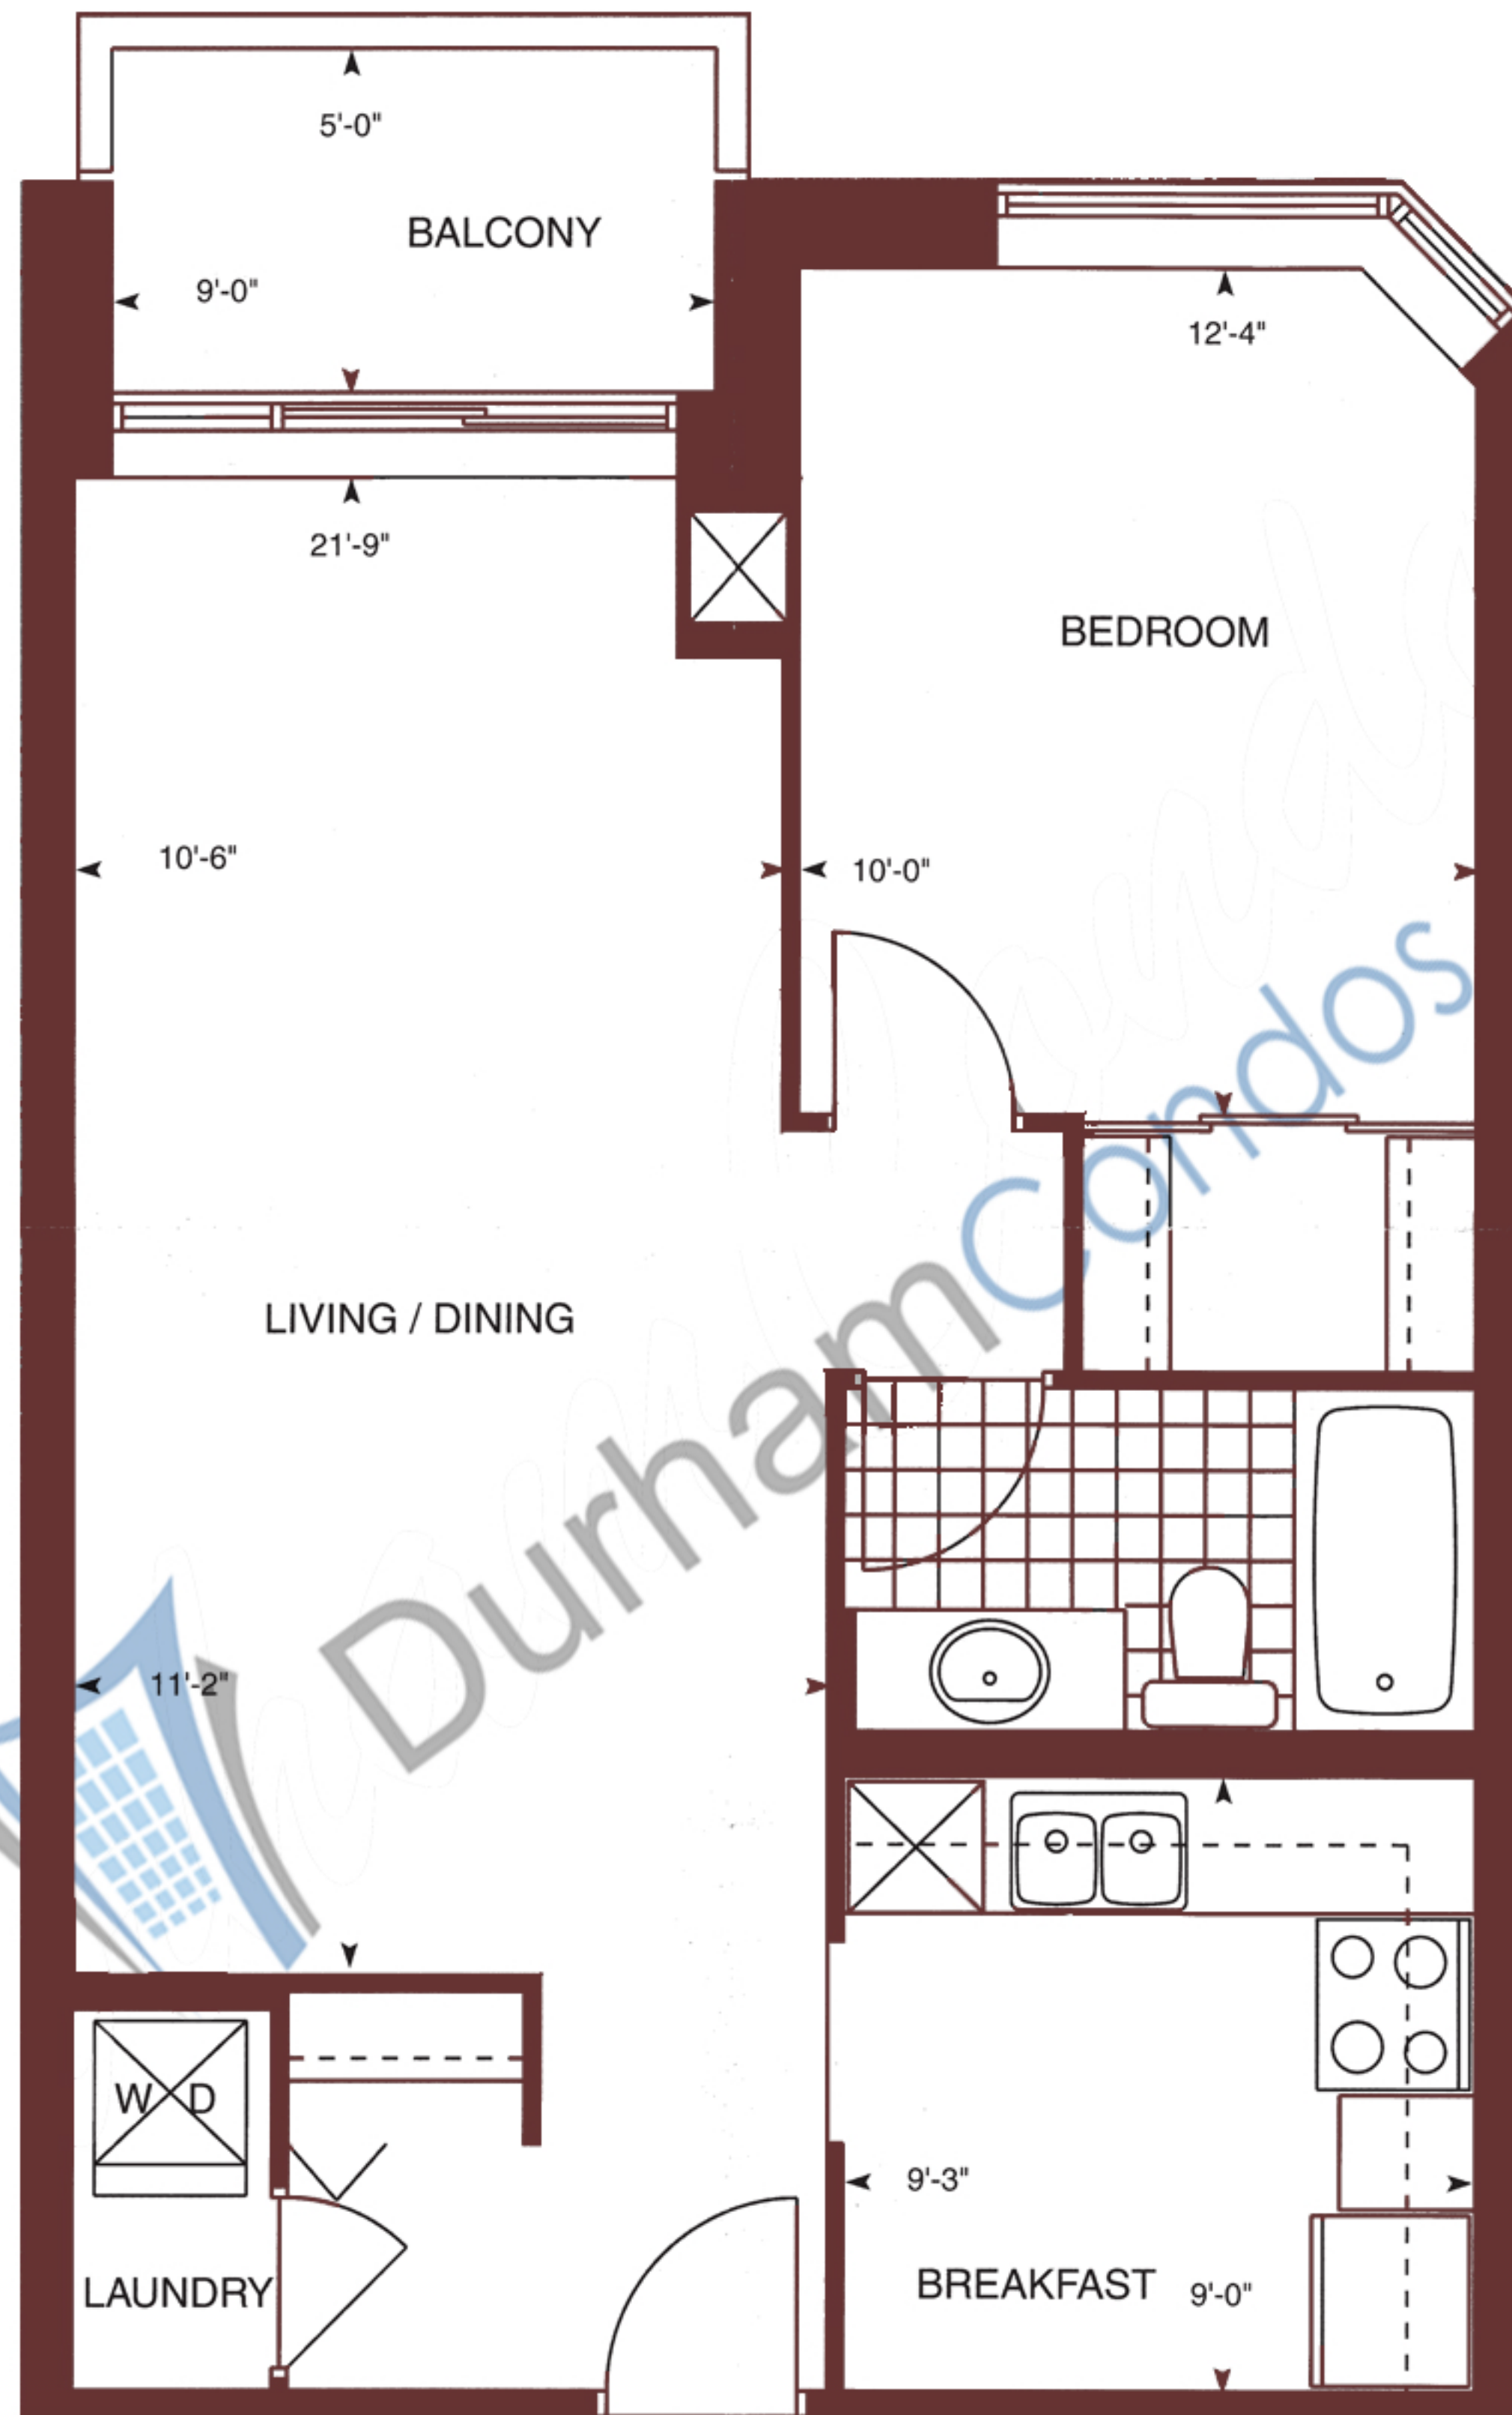 5'-0"
BALCONY
9'-0"
12'-4"
21'-9"
BEDROOM
10'-6"
10'-0"
LIVING / DINING
DurhamCondos
11'-2"
W D
9'-3"
LAUNDRY
BREAKFAST
9'-0"